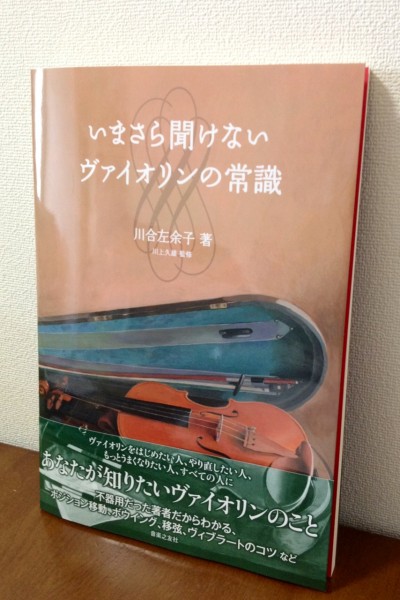 いまさら聞けない
ヴァイオリンの常識
川合左余子 著
川上久雄 監修
ヴァイオリンをはじめたい人、やり直したい人、
もっとうまくなりたい人、すべての人に
あなたが知りたいヴァイオリンのこと
不器用だった著者だからわかる、
ポジション移動、ボウイング、移弦、ヴィブラートのコツ など
音楽之友社